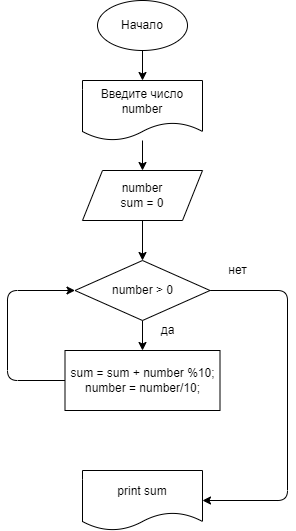 Начало
Введите число
number
number
sum = 0
number > 0
нет
да
sum = sum + number %10;
number = number/10;
print sum